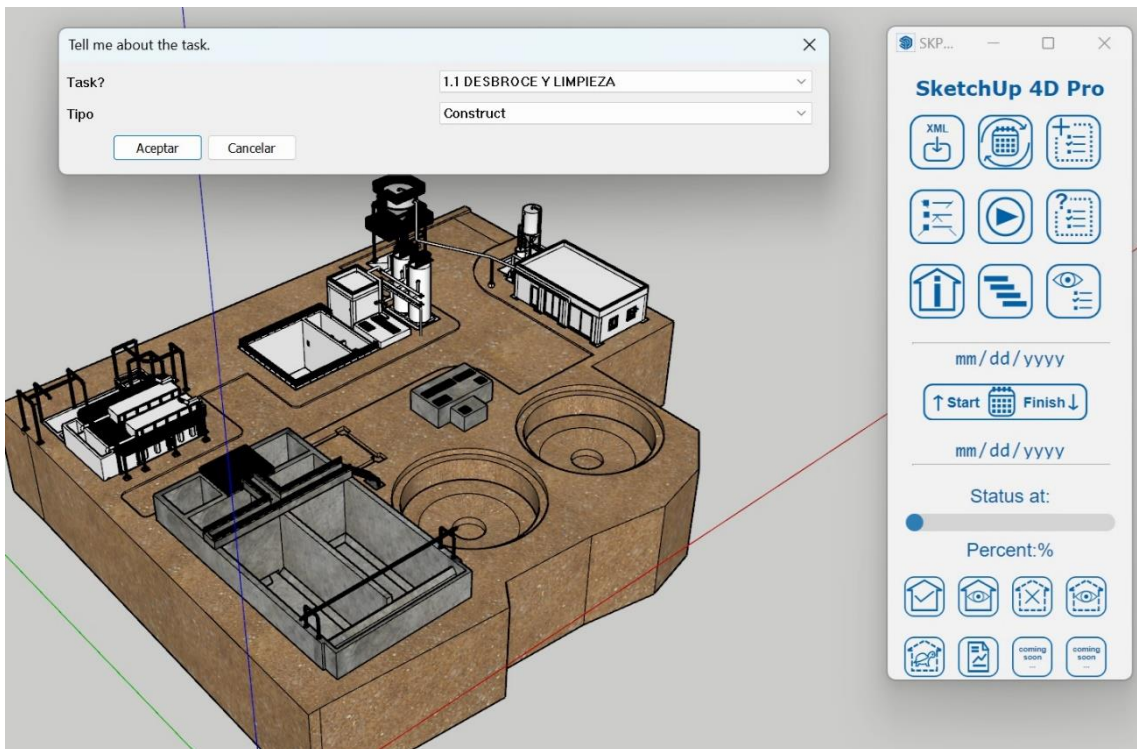 Tell me about the task.
Task?
1.1 DESBROCE Y LIMPIEZA
Tipo
Construct
Aceptar
Cancelar
SKP...
SketchUp 4D Pro
XML
?
mm/dd/yyyy
↑ Start
Finish ↓
mm/dd/yyyy
Status at:
Percent:%
coming soon ...
coming soon ...